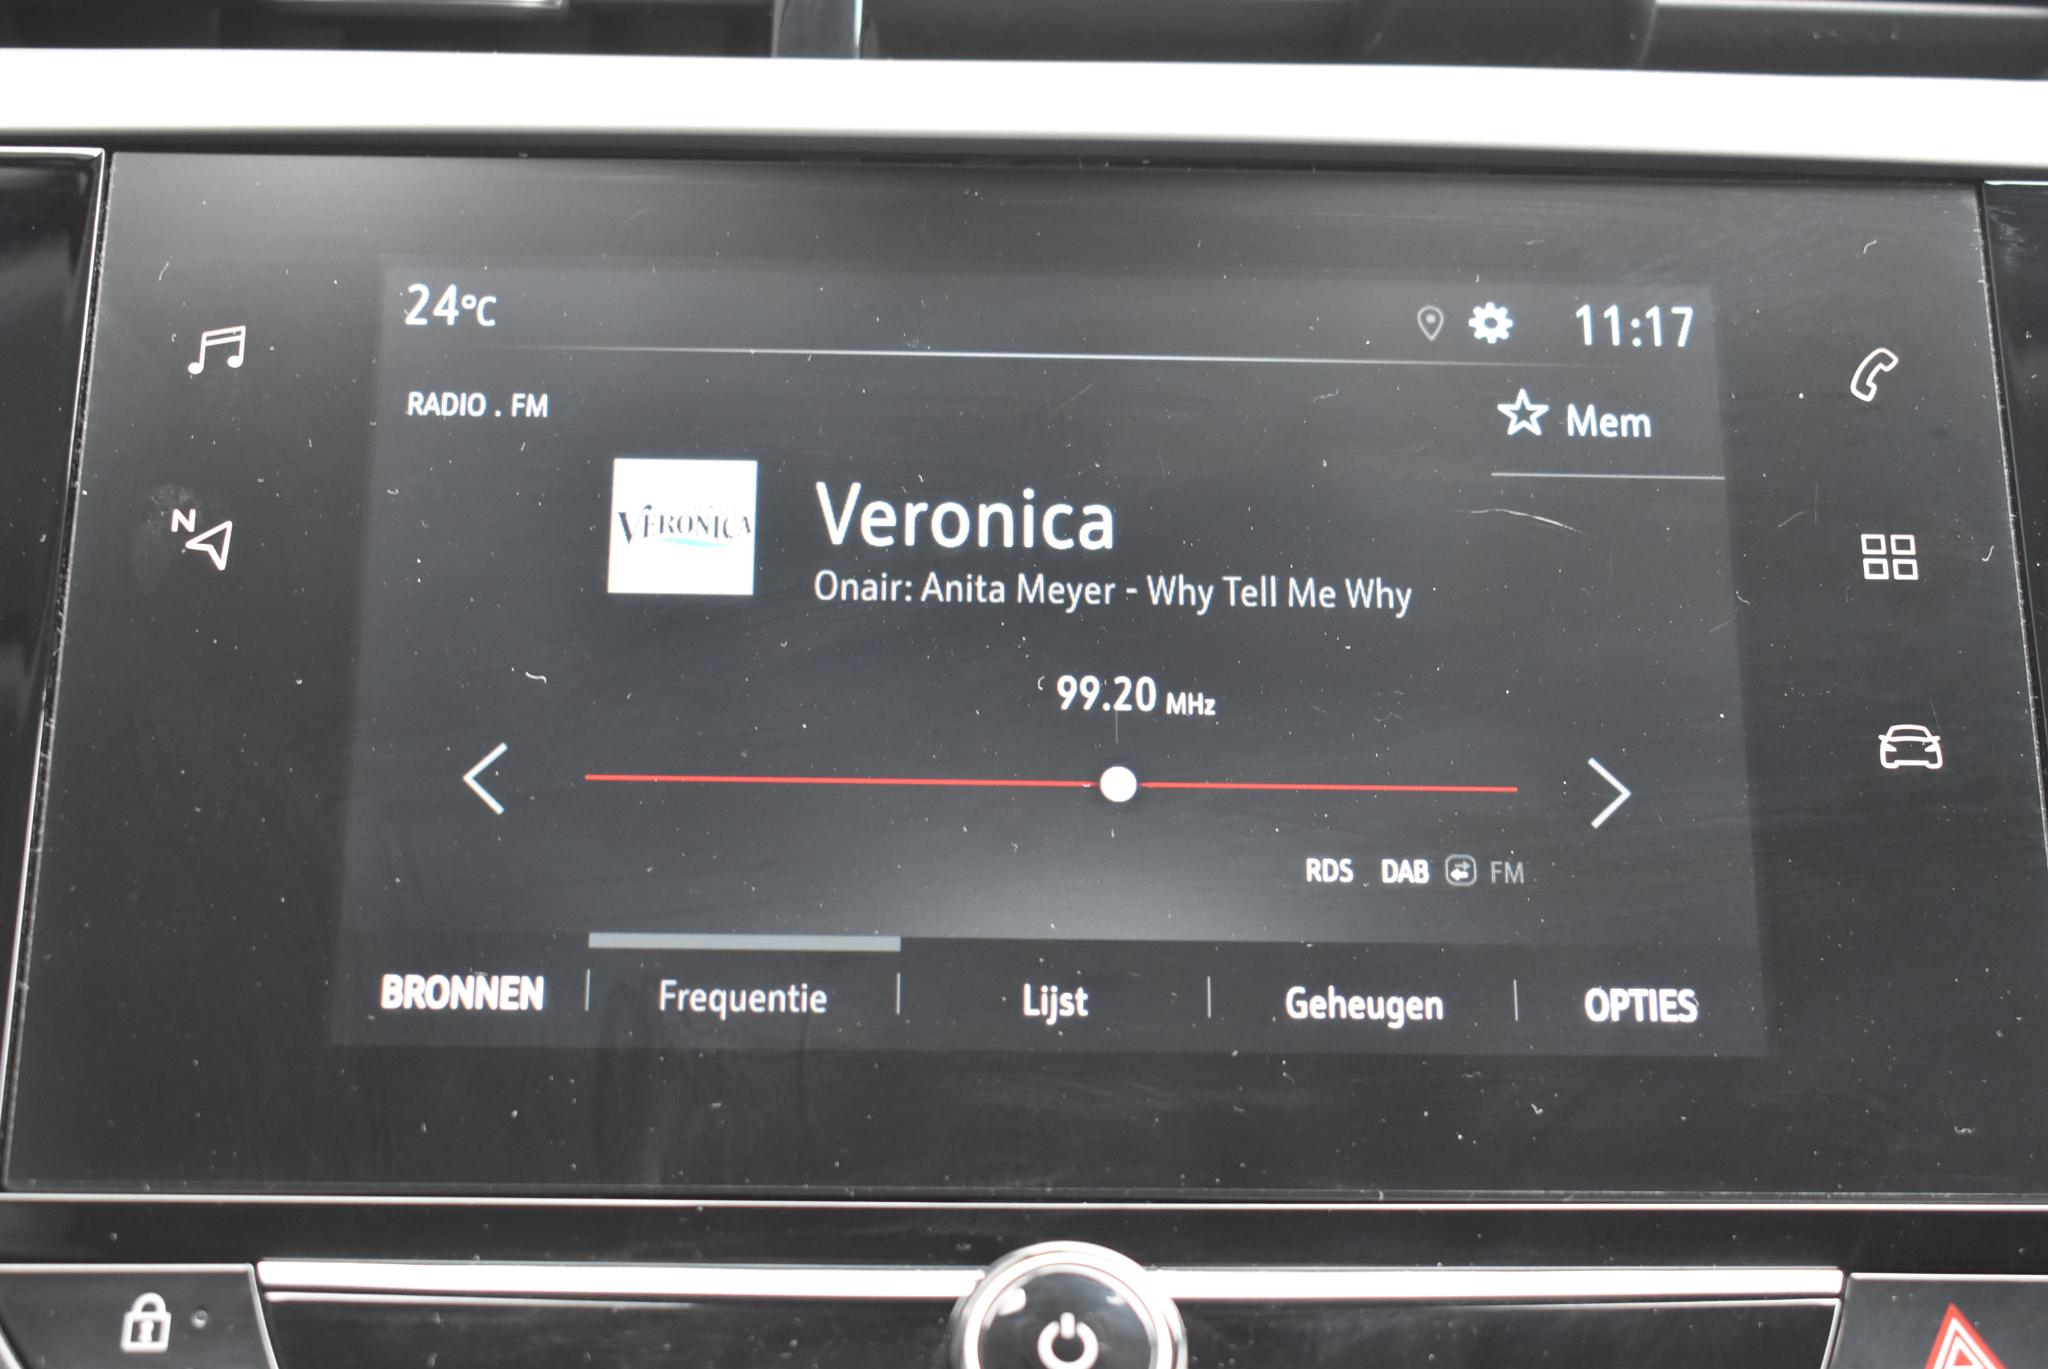 24°C
11:17
RADIO . FM
Mem
VERONICA
Veronica
Onair: Anita Meyer - Why Tell Me Why
99.20 MHz
N
RDS DAB FM
BRONNEN Frequentie Lijst Geheugen OPTIES